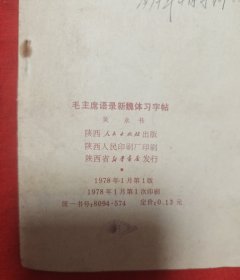 毛主席语录新魏体习字帖
陕西人民出版社出版
陕西人民印刷厂印刷
陕西省新华书店发行
1978年1月第1版
1978年1月第1次印刷
统一书号:8094·574 定价:0.13元